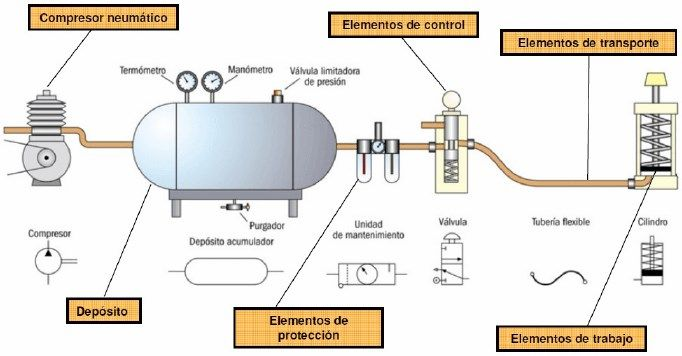 Compresor neumático
Elementos de control
Elementos de transporte
Termómetro
Manómetro
Válvula limitadora
de presión
Purgador
Compresor
Depósito acumulador
Unidad
de mantenimiento
Válvula
Tubería flexible
Cilindro
Depósito
Elementos de
protección
Elementos de trabajo